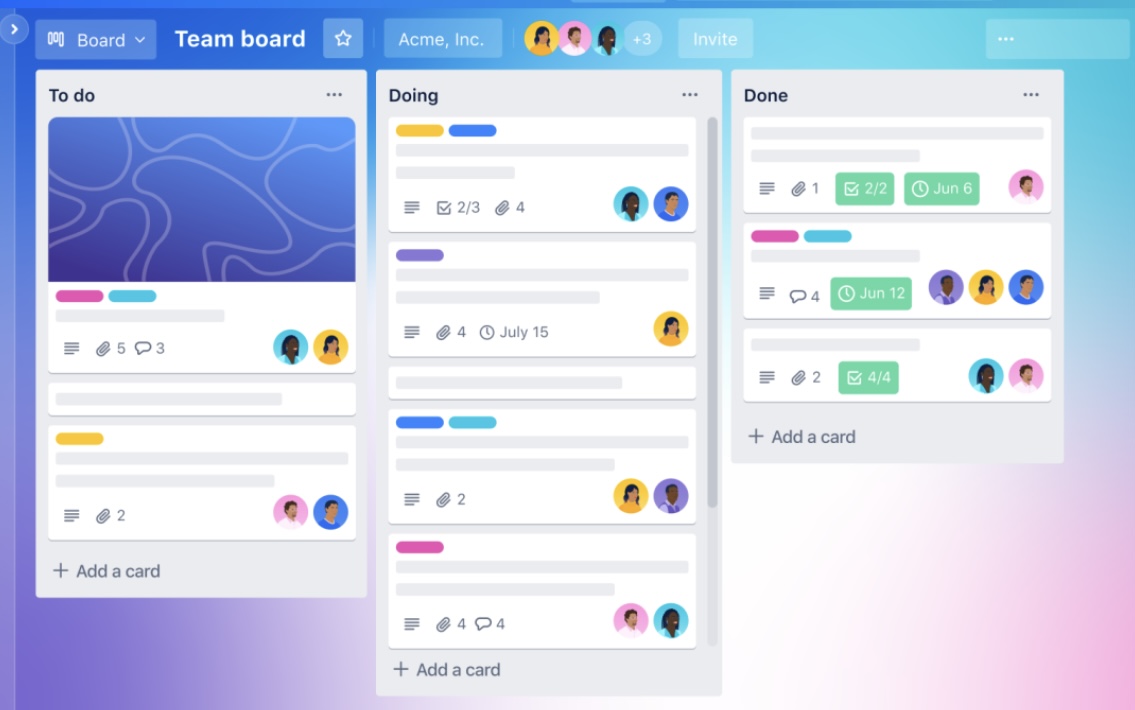 Board
Team board
Acme, Inc.
+3
Invite
To do
5 3
2
Add a card
Doing
2/3 4
4 July 15
2
4 4
Add a card
Done
1 2/2 Jun 6
4 Jun 12
2 4/4
Add a card